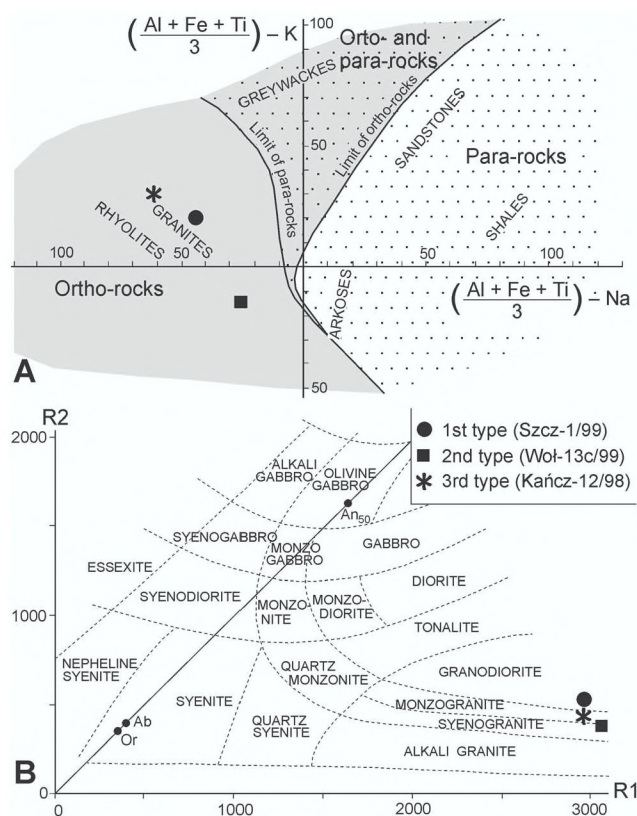 (Al + Fe + Ti / 3) – K
100
Orto- and
para-rocks
GREYWACKES
Limit of para-rocks
Limit of ortho-rocks
SANDSTONES
50
Para-rocks
SHALES
GRANITES
RHYOLITES
100
50
50
100
Ortho-rocks
ARKOSES
(Al + Fe + Ti / 3) – Na
A
50
R2
2000
1st type (Szcz-1/99)
2nd type (Woł-13c/99)
3rd type (Kańcz-12/98)
ALKALI
GABBRO
OLIVINE
GABBRO
An50
SYENOGABBRO
MONZO
GABBRO
GABBRO
ESSEXITE
DIORITE
SYENODIORITE
MONZO-
NITE
MONZO-
DIORITE
1000
TONALITE
NEPHELINE
SYENITE
QUARTZ
MONZONITE
GRANODIORITE
SYENITE
MONZOGRANITE
Ab
Or
QUARTZ
SYENITE
SYENOGRANITE
ALKALI GRANITE
B
0
0
1000
2000
3000
R1